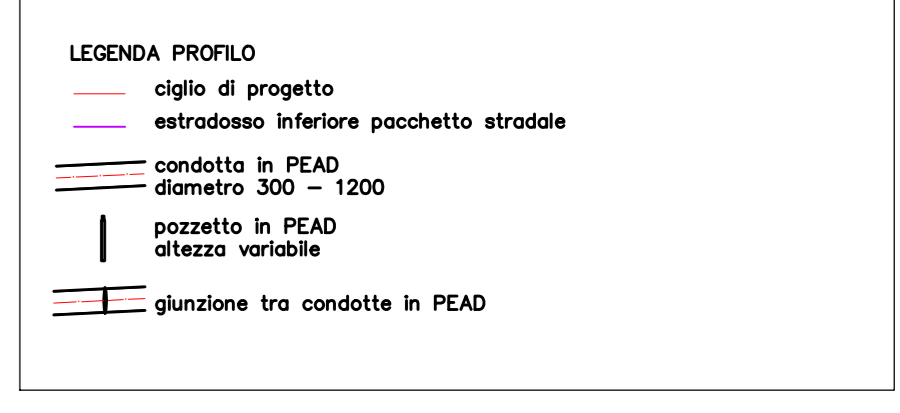 LEGENDA PROFILO
ciglio di progetto
estradosso inferiore pacchetto stradale
condotta in PEAD
diametro 300 – 1200
pozzetto in PEAD
altezza variabile
giunzione tra condotte in PEAD